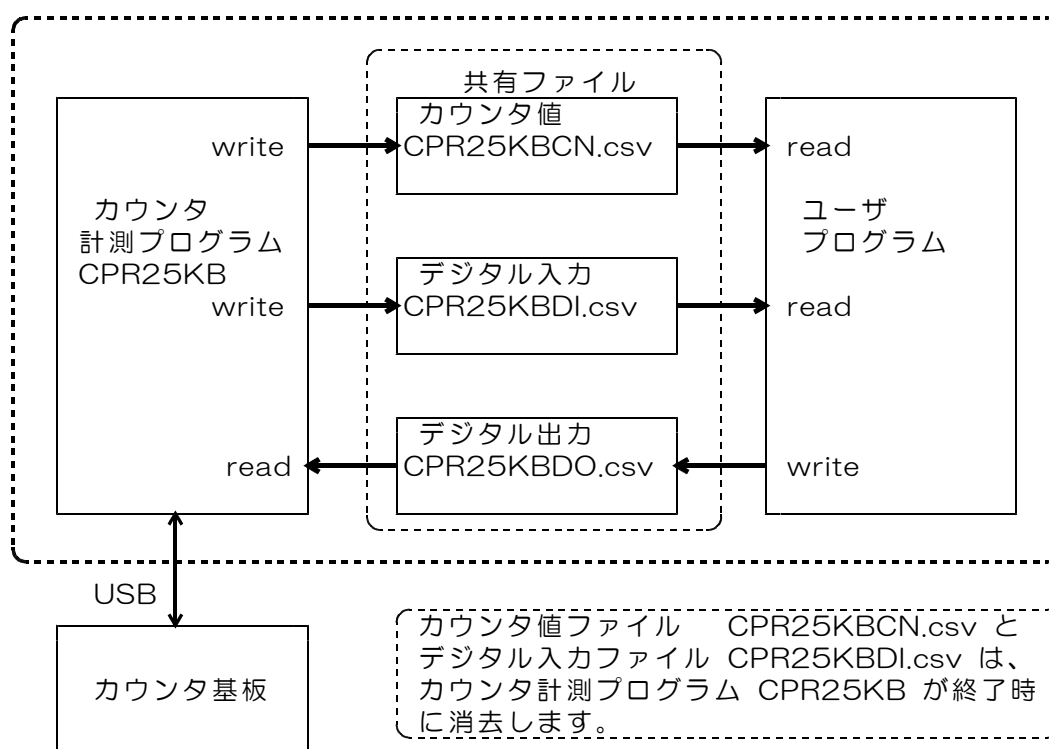 共有ファイル
カウンタ
計測プログラム
CPR25KB
write
write
read
カウンタ値
CPR25KBCN.csv
デジタル入力
CPR25KBDI.csv
デジタル出力
CPR25KBDO.csv
read
ユーザ
プログラム
read
write
USB
カウンタ基板
カウンタ値ファイル CPR25KBCN.csv と
デジタル入力ファイル CPR25KBDI.csv は、
カウンタ計測プログラム CPR25KB が終了時
に消去します。